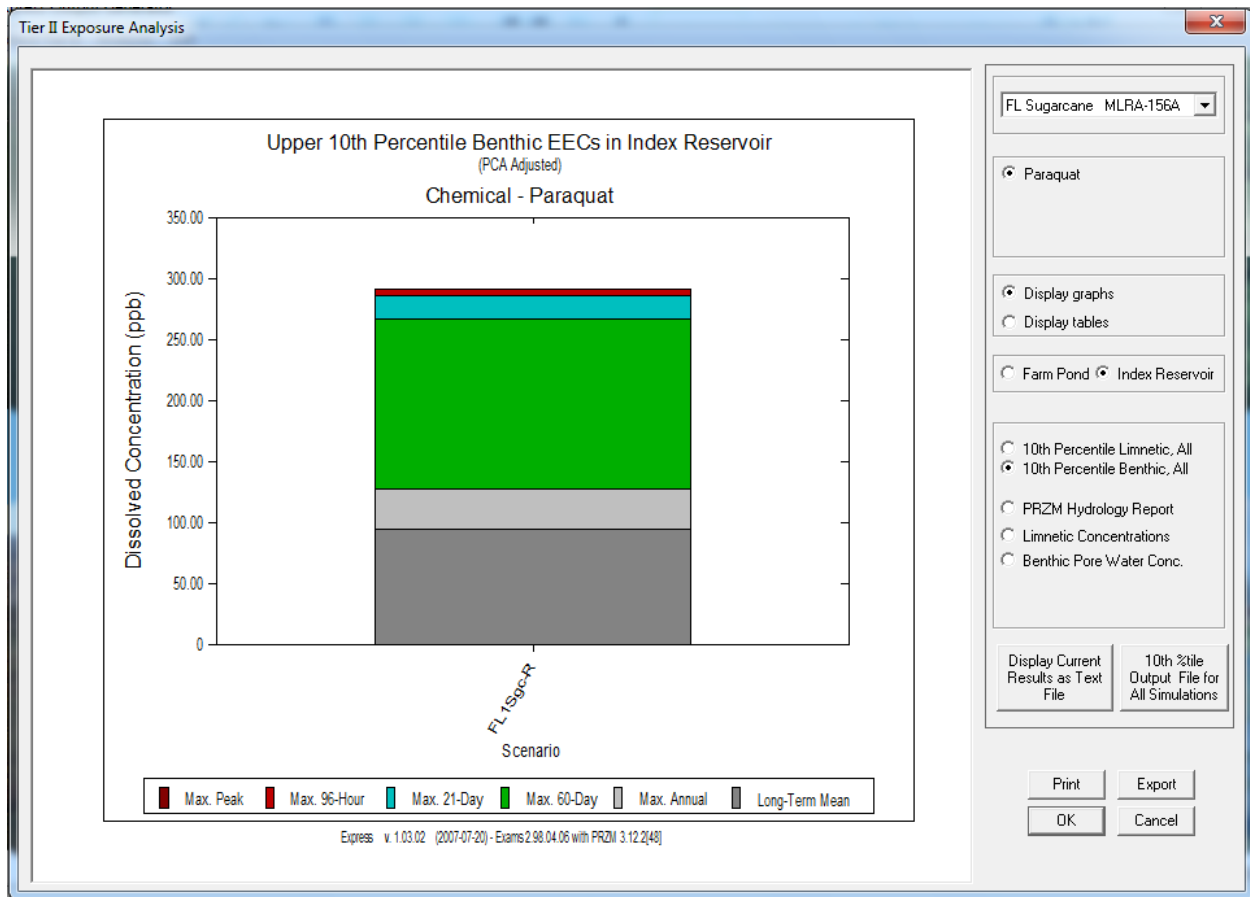 Tier II Exposure Analysis
Upper 10th Percentile Benthic EECs in Index Reservoir
(PCA Adjusted)
Chemical - Paraquat
350.00
300.00
250.00
200.00
150.00
100.00
50.00
0
Dissolved Concentration (ppb)
FL1Sgc-R
Scenario
Max. Peak Max. 96-Hour Max. 21-Day Max. 60-Day Max. Annual Long-Term Mean
Express v. 1.03.02 (2007-07-20) - Exams2.98.04.06 with PRZM 3.12.2[48]
FL Sugarcane MLRA-156A
Paraquat
Display graphs
Display tables
Farm Pond Index Reservoir
10th Percentile Limnetic, All
10th Percentile Benthic, All
PRZM Hydrology Report
Limnetic Concentrations
Benthic Pore Water Conc.
Display Current
Results as Text
File
10th %tile
Output File for
All Simulations
Print Export
OK Cancel